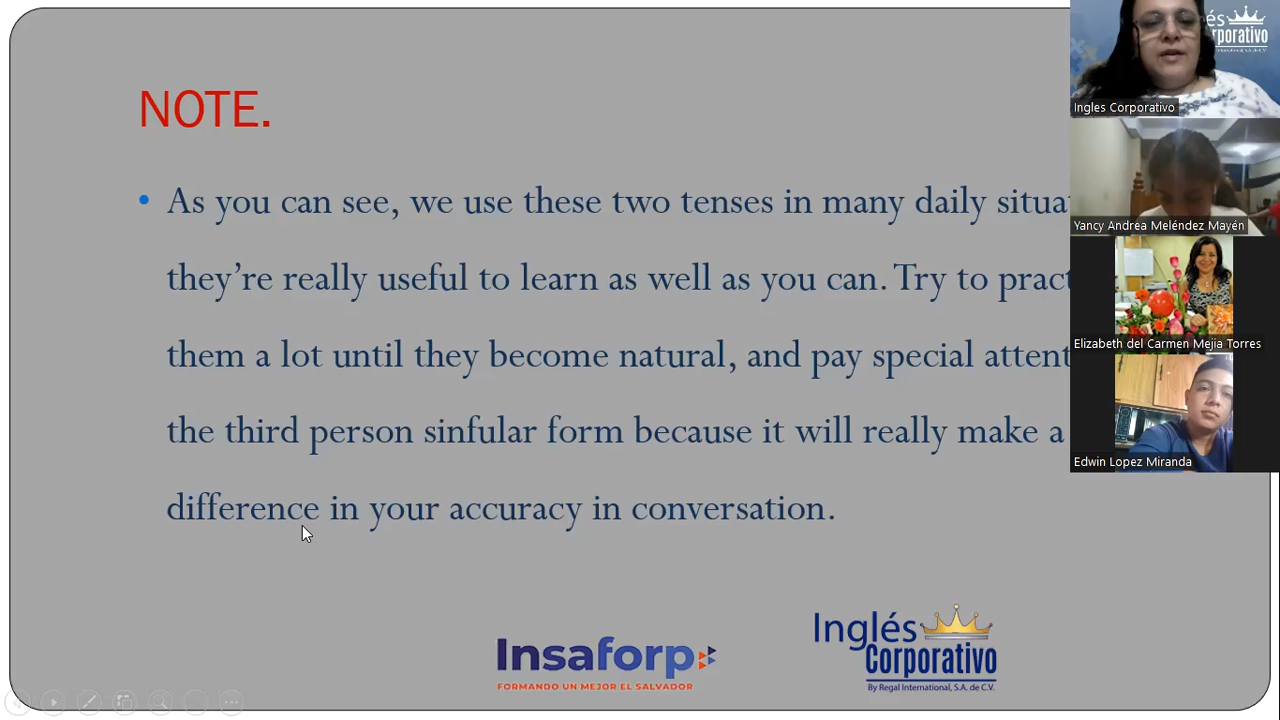 NOTE.
• As you can see, we use these two tenses in many daily
they're really useful to learn as well as you can. Try to
them a lot until they become natural, and pay special
the third person sinfular form because it will really make a
difference in your accuracy in conversation.
Insaforp
FORMANDO UN MEJOR EL SALVADOR
Inglés
Corporativo
By Regal International, S.A. de C.V.
Ingles Corporativo
Yancy Andrea Meléndez Mayén
Elizabeth del Carmen Mejia Torres
Edwin Lopez Miranda